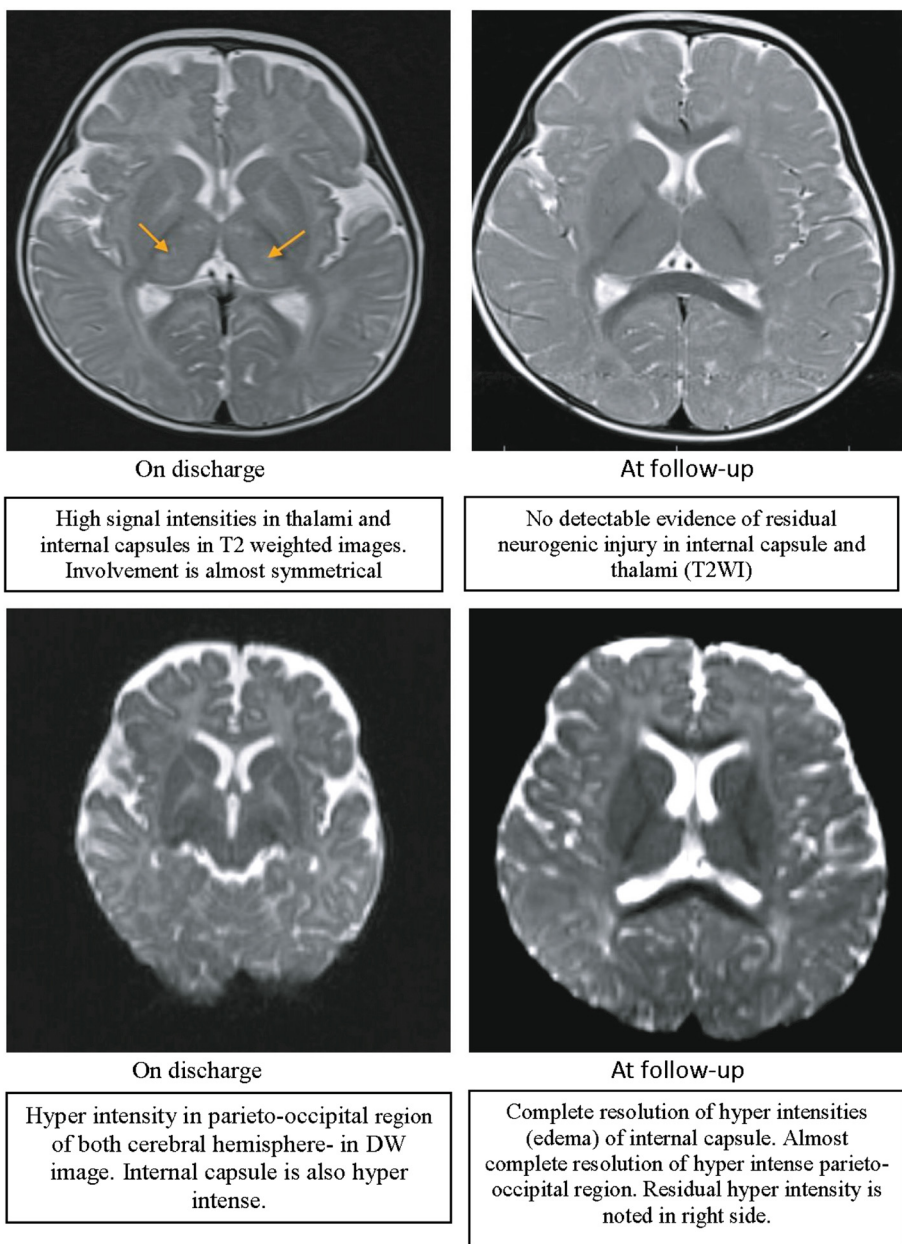 On discharge
At follow-up
High signal intensities in thalami and
internal capsules in T2 weighted images.
Involvement is almost symmetrical
No detectable evidence of residual
neurogenic injury in internal capsule and
thalami (T2WI)
On discharge
At follow-up
Hyper intensity in parieto-occipital region
of both cerebral hemisphere- in DW
image. Internal capsule is also hyper
intense.
Complete resolution of hyper intensities
(edema) of internal capsule. Almost
complete resolution of hyper intense parieto-
occipital region. Residual hyper intensity is
noted in right side.